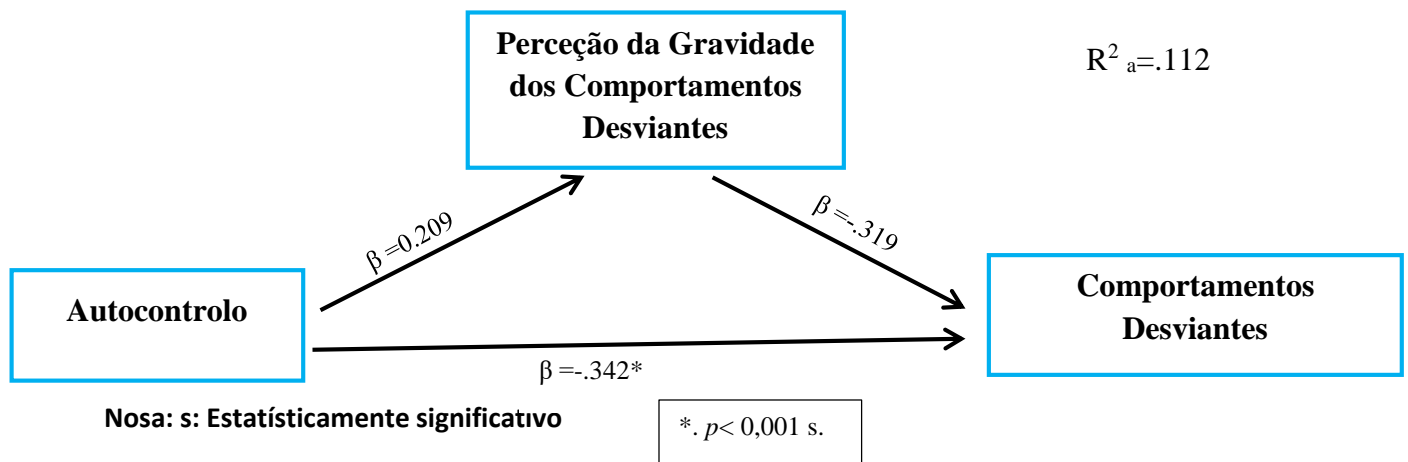 Perceção da Gravidade
dos Comportamentos
Desviantes
R² a=.112
β =0.209
β =-.319
Autocontrolo
Comportamentos
Desviantes
β =-.342*
Nosa: s: Estatísticamente significativo
*. p< 0,001 s.